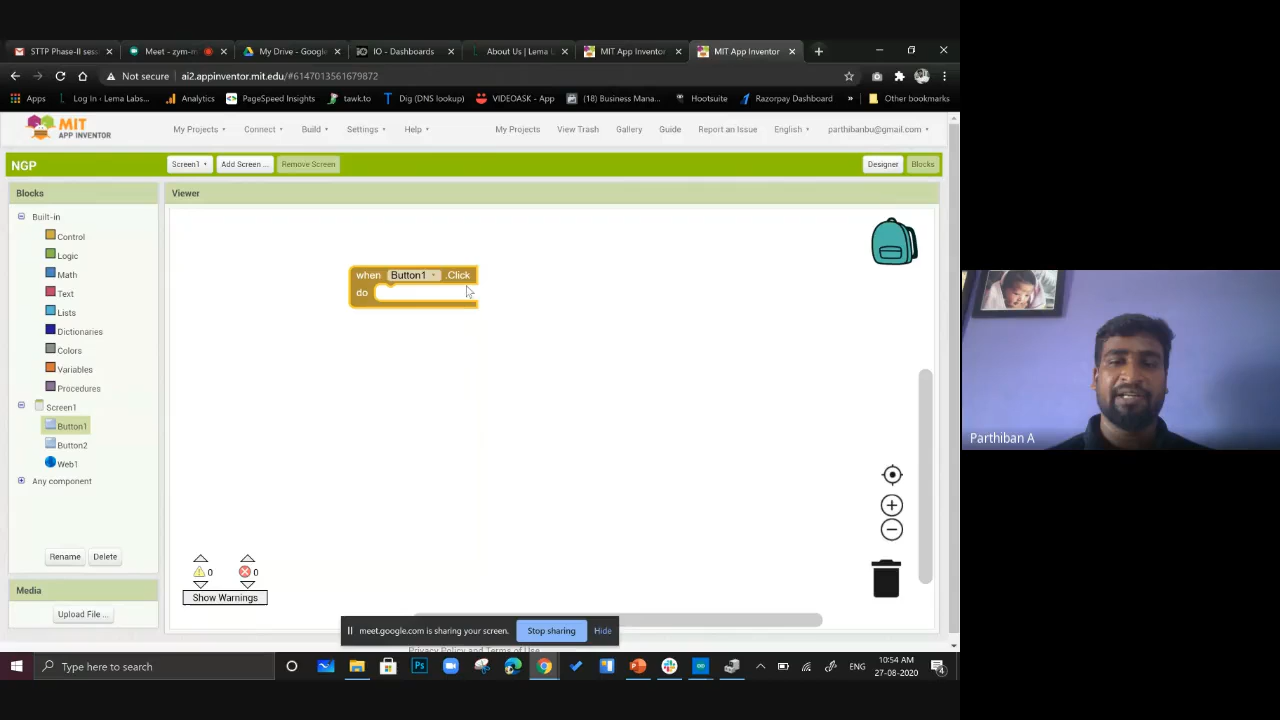 STTP Phase-II sess
Meet - zym-m
My Drive - Google
IO - Dashboards
About Us | Lema L
MIT App Inventor
MIT App Inventor
Not secure
ai2.appinventor.mit.edu/#6147013561679872
Apps
Log In ‹ Lema Labs...
Analytics
PageSpeed Insights
tawk.to
Dig (DNS lookup)
VIDEOASK - App
(18) Business Mana...
Hootsuite
Razorpay Dashboard
»
Other bookmarks
MIT
APP INVENTOR
My Projects
Connect
Build
Settings
Help
My Projects
View Trash
Gallery
Guide
Report an Issue
English
parthibanbu@gmail.com
NGP
Screen1
Add Screen ...
Remove Screen
Designer
Blocks
Blocks
Viewer
Built-in
Control
Logic
Math
Text
Lists
Dictionaries
Colors
Variables
Procedures
Screen1
Button1
Button2
Web1
Any component
Rename
Delete
Media
Upload File ...
when Button1 .Click
do
0
0
Show Warnings
meet.google.com is sharing your screen.
Stop sharing
Hide
Privacy Policy and Terms of Use
Type here to search
ENG
10:54 AM
27-08-2020
4
Parthiban A